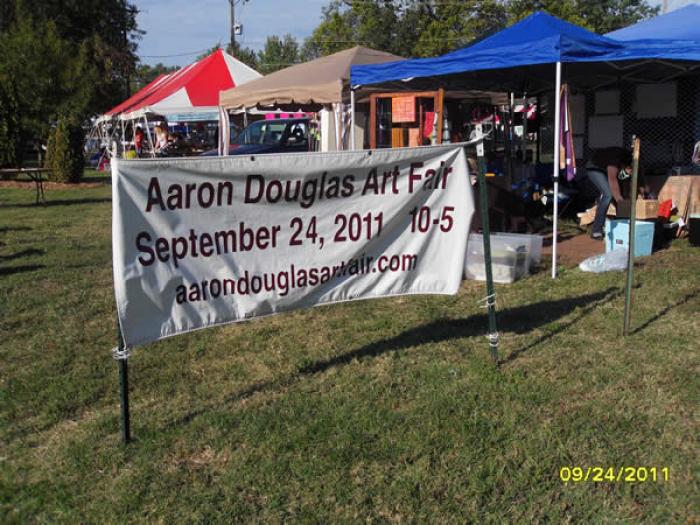 Aaron Douglas Art Fair
September 24, 2011 10-5
aarondouglasartfair.com
09/24/2011